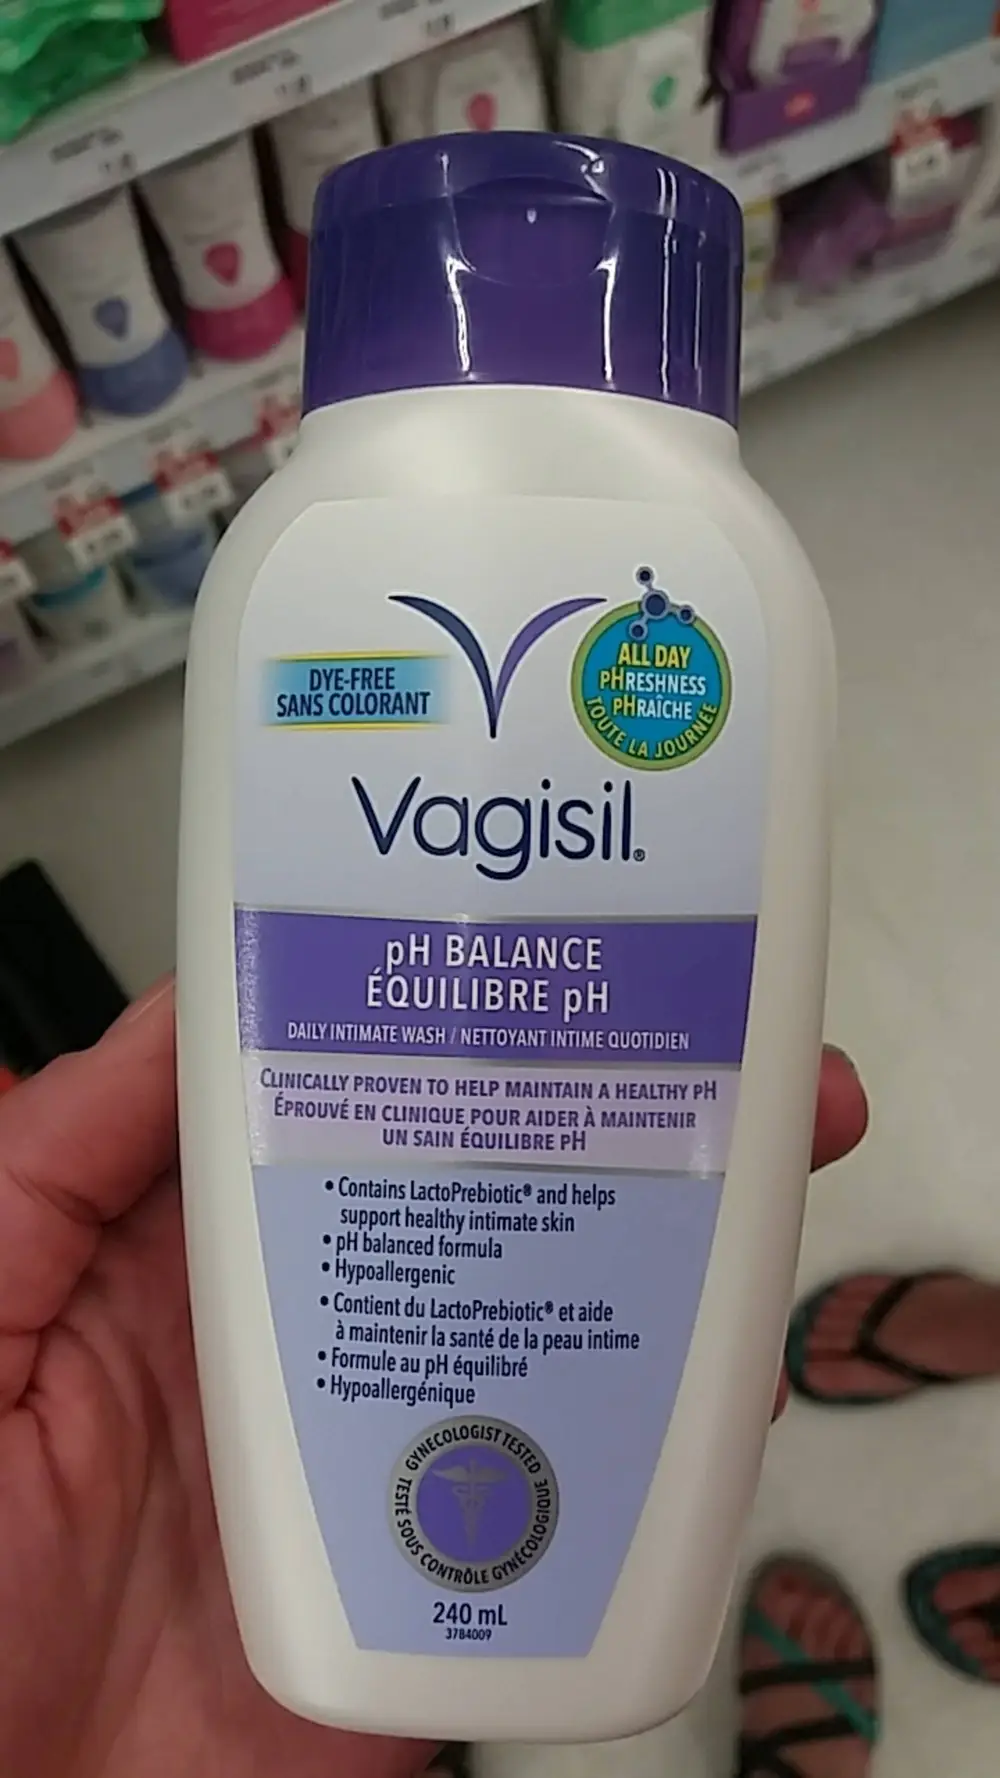 DYE-FREE
SANS COLORANT
ALL DAY
pHRESHNESS
pHRAÎCHE
TOUTE LA JOURNÉE
Vagisil®
pH BALANCE
ÉQUILIBRE pH
DAILY INTIMATE WASH / NETTOYANT INTIME QUOTIDIEN
CLINICALLY PROVEN TO HELP MAINTAIN A HEALTHY pH
ÉPROUVÉ EN CLINIQUE POUR AIDER À MAINTENIR
UN SAIN ÉQUILIBRE pH
• Contains LactoPrebiotic® and helps
support healthy intimate skin
• pH balanced formula
• Hypoallergenic
• Contient du LactoPrebiotic® et aide
à maintenir la santé de la peau intime
• Formule au pH équilibré
• Hypoallergénique
GYNECOLOGIST TESTED
TESTÉ SOUS CONTRÔLE GYNÉCOLOGIQUE
240 mL
3784009